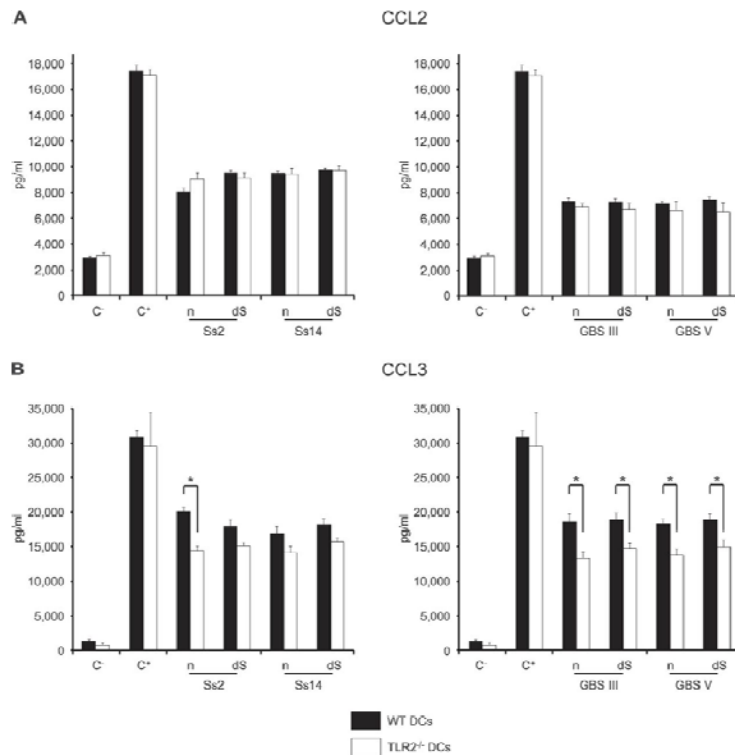 A CCL2
18,000
16,000
14,000
12,000
10,000
8,000
6,000
4,000
2,000
0
pg/ml
C- C+ n dS n dS
Ss2 Ss14
18,000
16,000
14,000
12,000
10,000
8,000
6,000
4,000
2,000
0
pg/ml
C- C+ n dS n dS
GBS III GBS V
B CCL3
35,000
30,000
25,000
20,000
15,000
10,000
5,000
0
pg/ml
*
C- C+ n dS n dS
Ss2 Ss14
35,000
30,000
25,000
20,000
15,000
10,000
5,000
0
pg/ml
* * * *
C- C+ n dS n dS
GBS III GBS V
WT DCs
TLR2-/- DCs